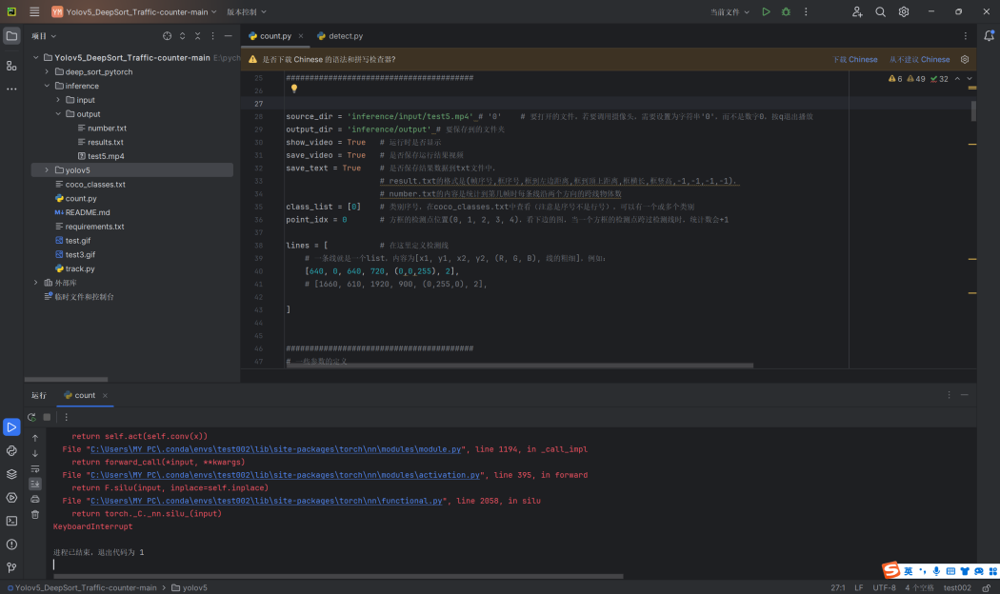 YM Yolov5_DeepSort_Traffic-counter-main 版本控制 当前文件
项目
count.py detect.py
是否下载 Chinese 的语法和拼写检查器? 下载 Chinese 从不建议 Chinese
Yolov5_DeepSort_Traffic-counter-main E:\pych
deep_sort_pytorch
inference
input
output
number.txt
results.txt
test5.mp4
yolov5
coco_classes.txt
count.py
M↓ README.md
requirements.txt
test.gif
test3.gif
track.py
外部库
临时文件和控制台
6 49 32
25 ########################################
26
27
28 source_dir = 'inference/input/test5.mp4' # '0' # 要打开的文件。若要调用摄像头，需要设置为字符串'0'，而不是数字0，按q退出播放
29 output_dir = 'inference/output' # 要保存到的文件夹
30 show_video = True # 运行时是否显示
31 save_video = True # 是否保存运行结果视频
32 save_text = True # 是否保存结果数据到txt文件中，
33 # result.txt的格式是(帧序号,框序号,框到左边距离,框到顶上距离,框横长,框竖高,-1,-1,-1,-1)，
34 # number.txt的内容是统计到第几帧时每条线沿两个方向的跨线物体数
35 class_list = [0] # 类别序号，在coco_classes.txt中查看（注意是序号不是行号），可以有一个或多个类别
36 point_idx = 0 # 方框的检测点位置(0, 1, 2, 3, 4)，看下边的图，当一个方框的检测点跨过检测线时，统计数会+1
37
38 lines = [ # 在这里定义检测线
39 # 一条线就是一个list，内容为[x1, y1, x2, y2, (R, G, B), 线的粗细]，例如：
40 [640, 0, 640, 720, (0,0,255), 2],
41 # [1660, 610, 1920, 900, (0,255,0), 2],
42
43 ]
44
45
46 ########################################
47 # 一些参数的定义
运行 count
return self.act(self.conv(x))
File "C:\Users\MY PC\.conda\envs\test002\lib\site-packages\torch\nn\modules\module.py", line 1194, in _call_impl
return forward_call(*input, **kwargs)
File "C:\Users\MY PC\.conda\envs\test002\lib\site-packages\torch\nn\modules\activation.py", line 395, in forward
return F.silu(input, inplace=self.inplace)
File "C:\Users\MY PC\.conda\envs\test002\lib\site-packages\torch\nn\functional.py", line 2058, in silu
return torch._C._nn.silu_(input)
KeyboardInterrupt
进程已结束，退出代码为 1
S 英
Yolov5_DeepSort_Traffic-counter-main yolov5 27:1 LF UTF-8 4 个空格 test002